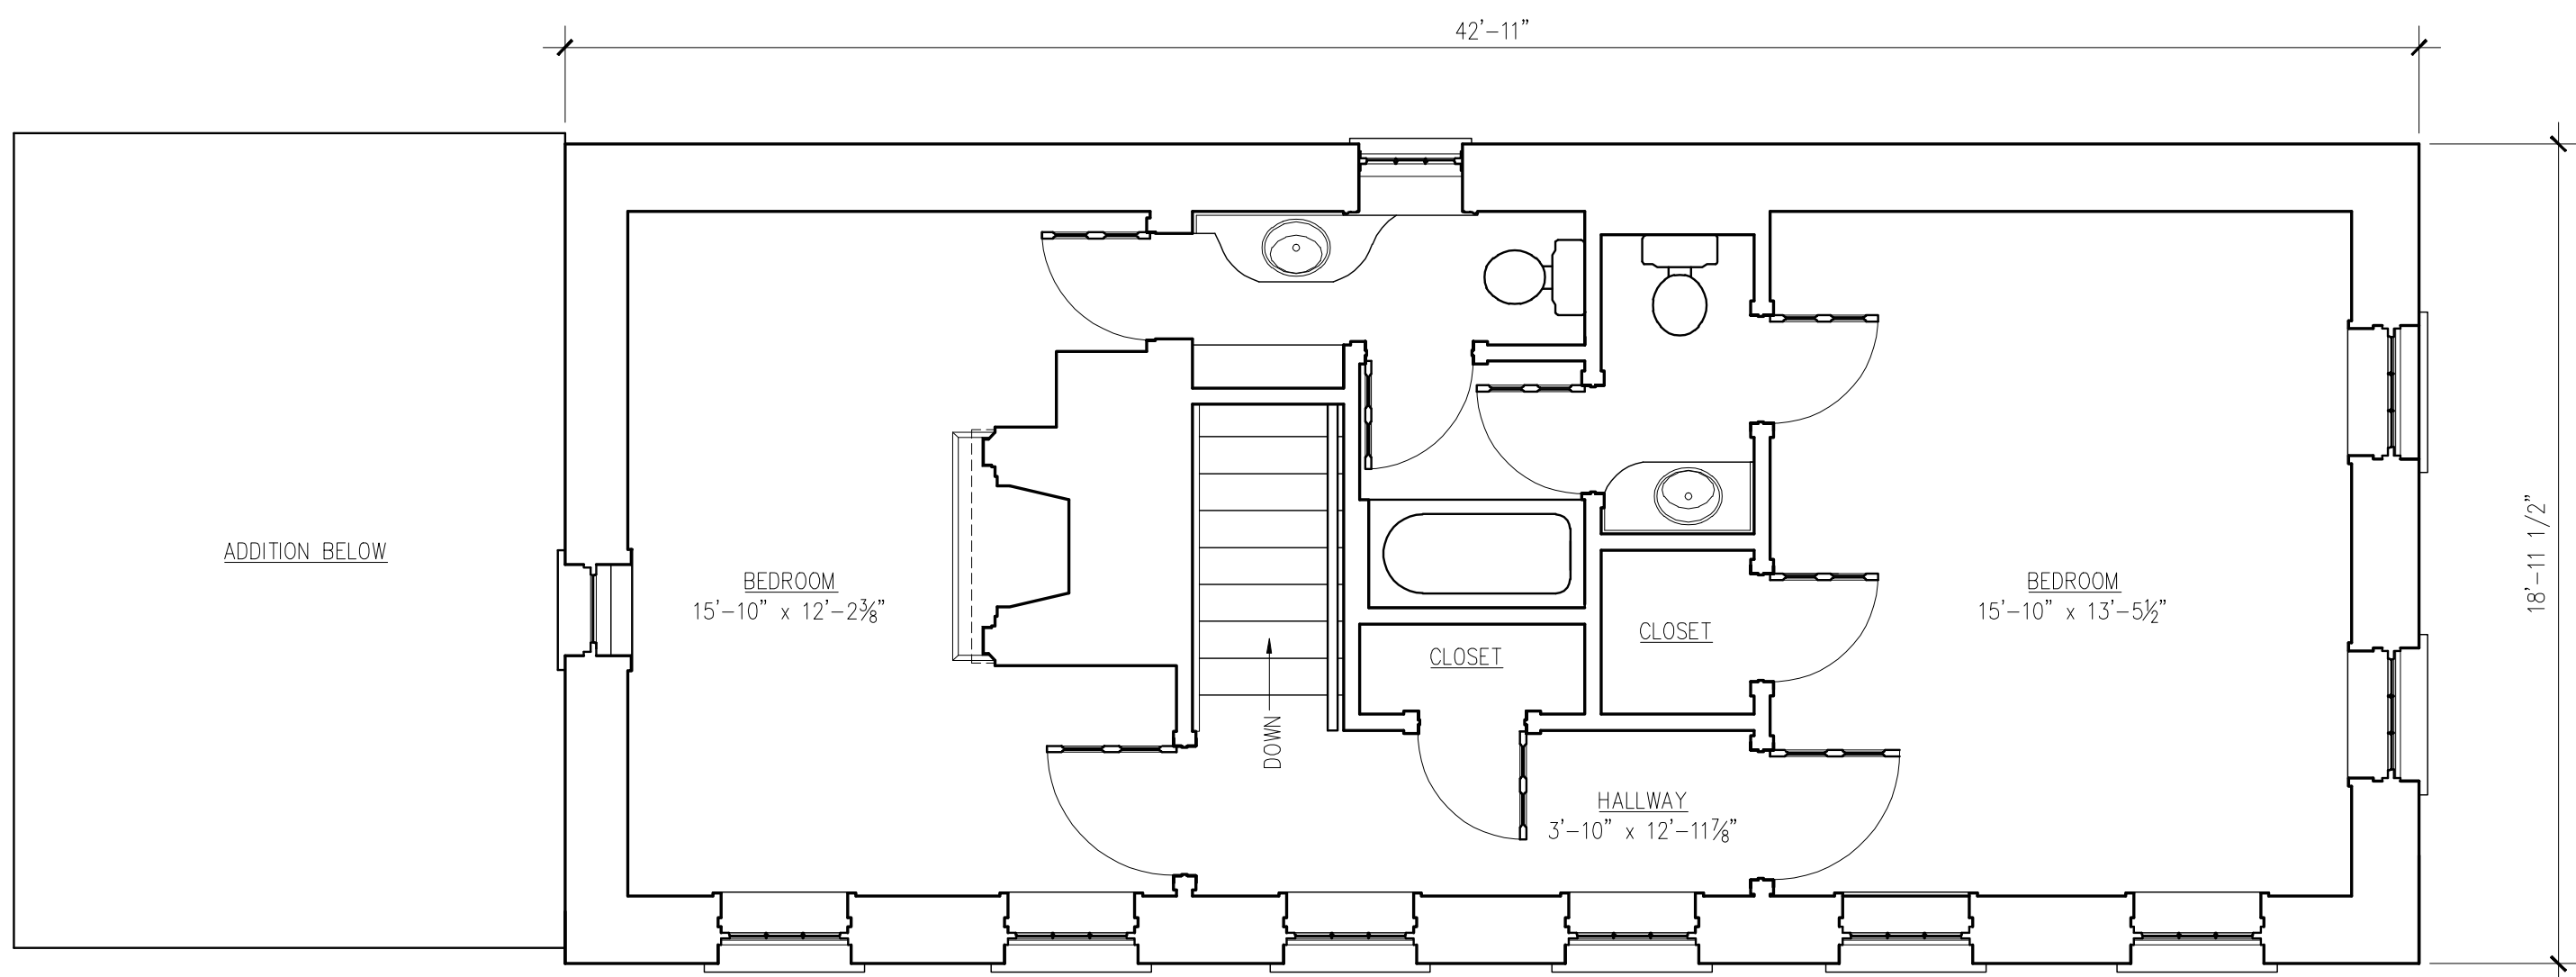 42'-11"
18'-11 1/2"
ADDITION BELOW
BEDROOM
15'-10" x 12'-2⅜"
DOWN
CLOSET
CLOSET
HALLWAY
3'-10" x 12'-11⅞"
BEDROOM
15'-10" x 13'-5½"